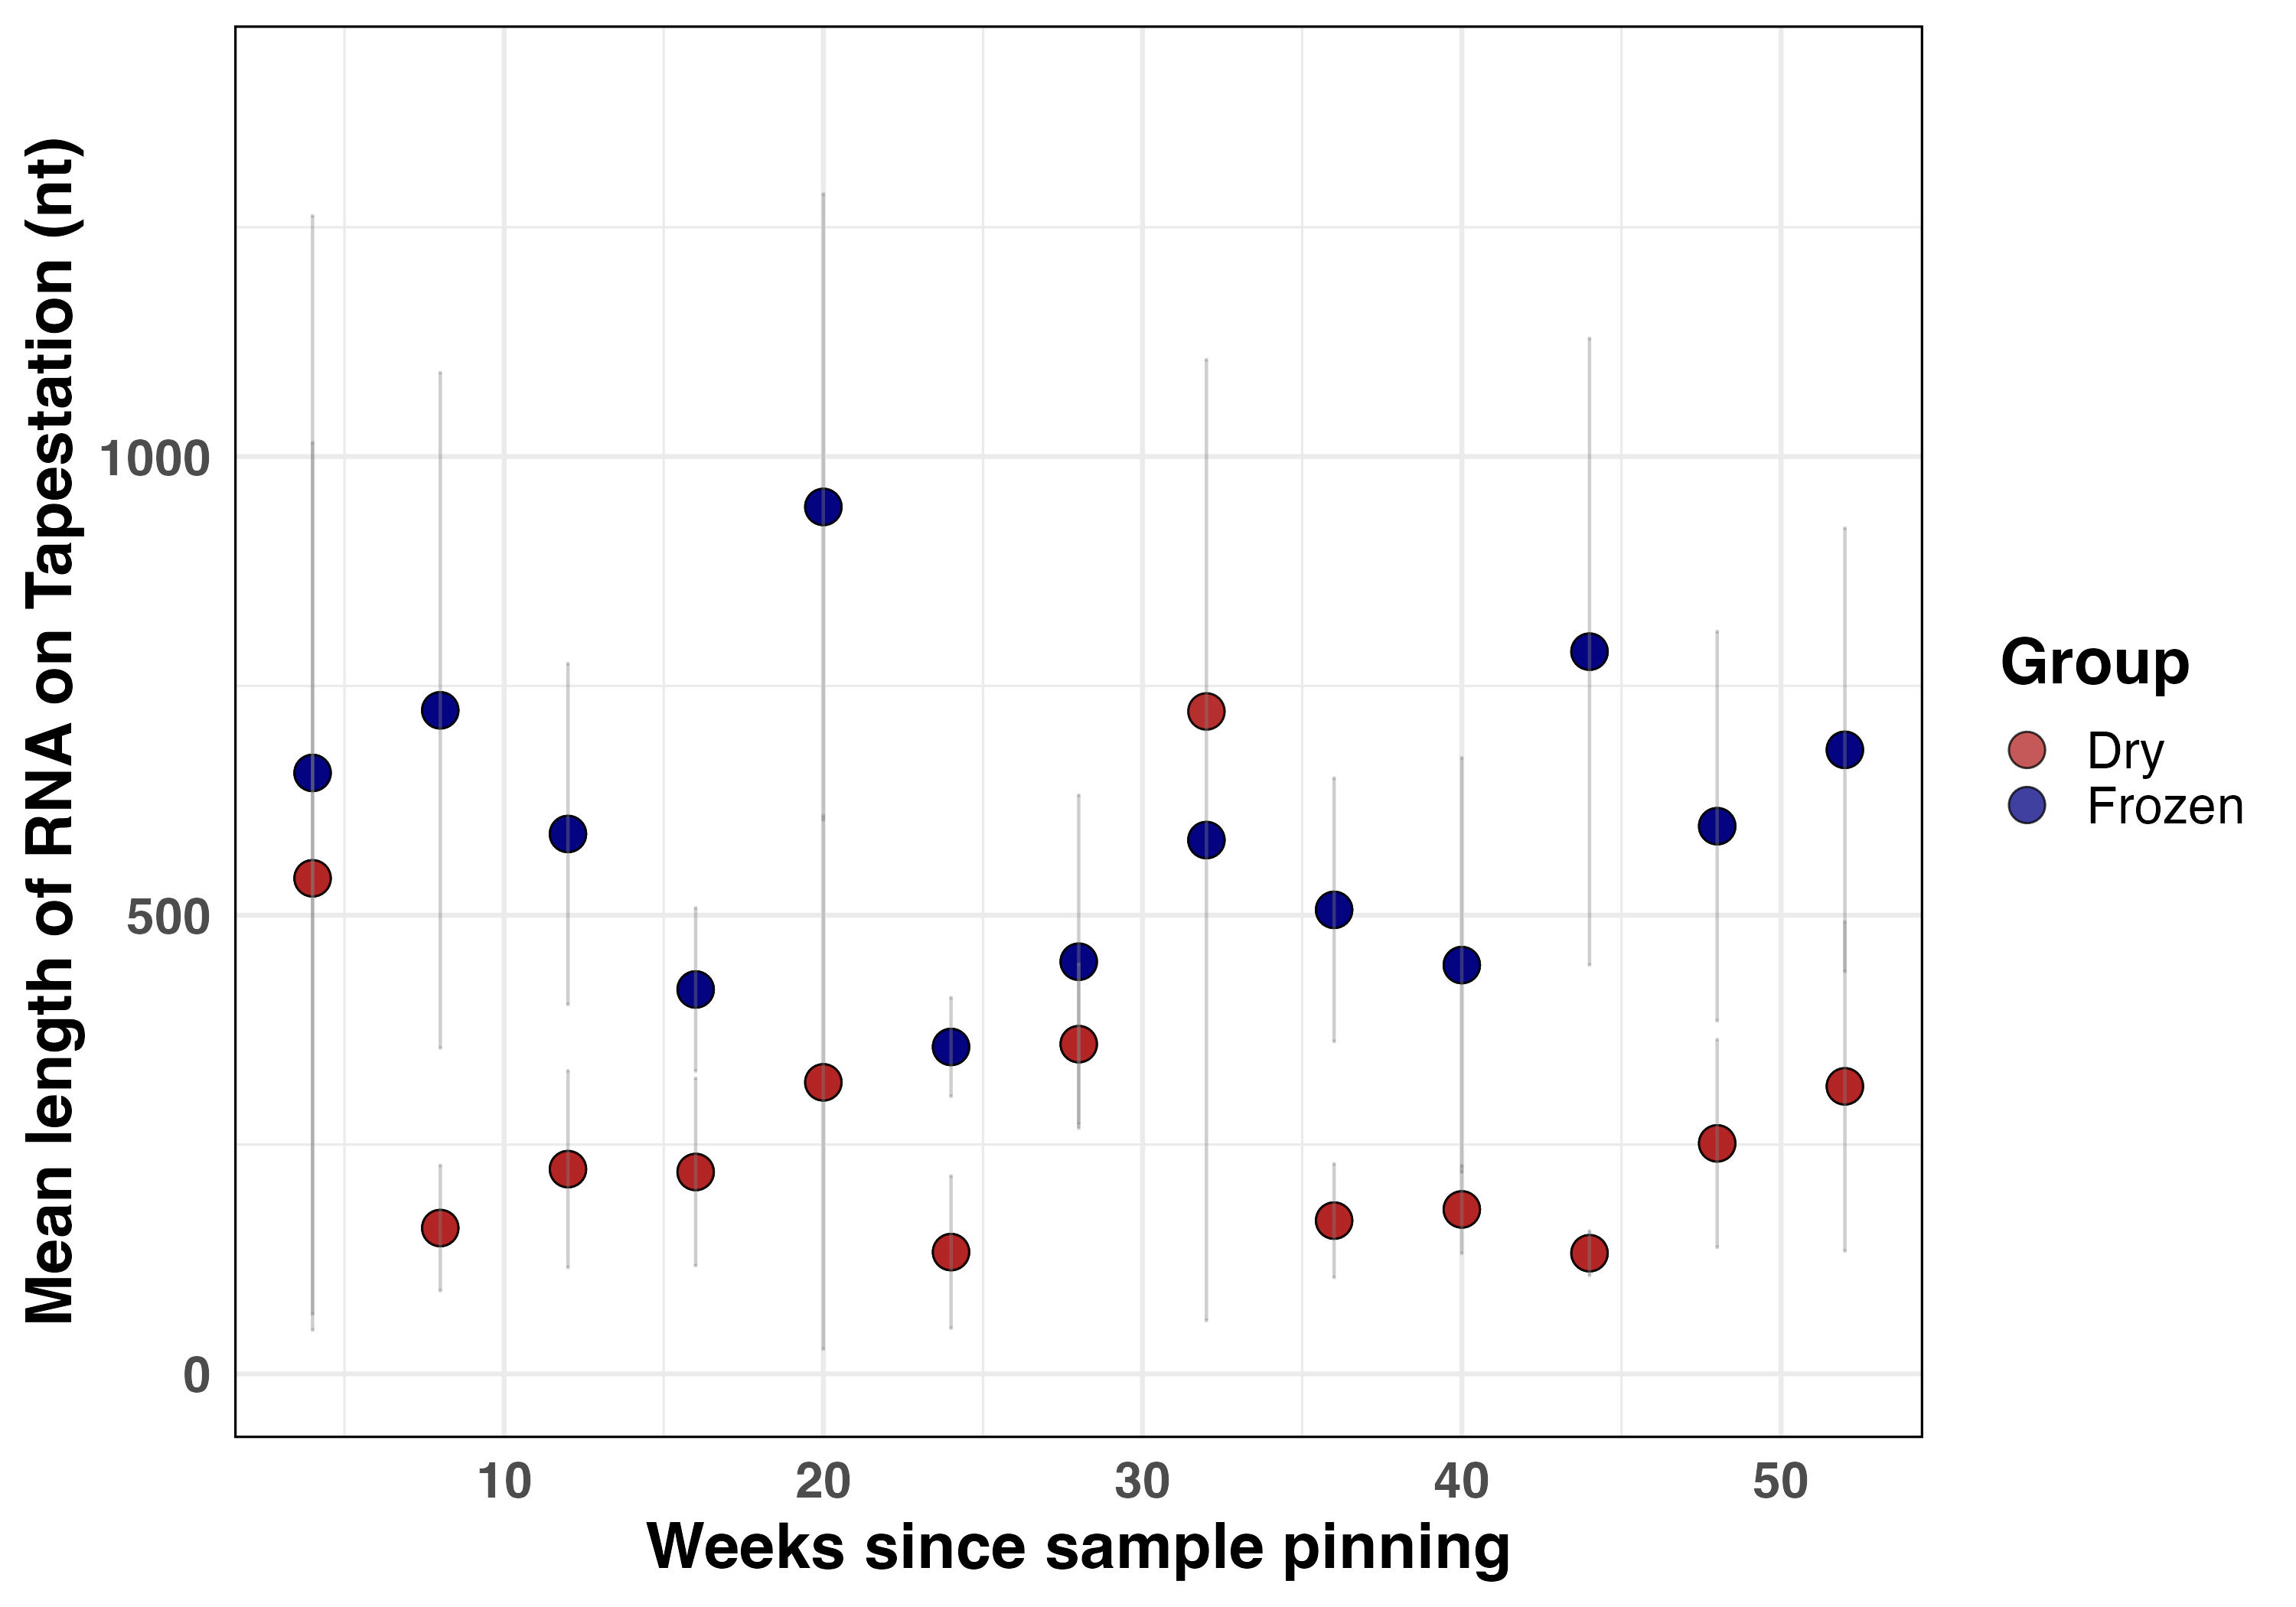 Mean length of RNA on Tapestation (nt)
1000
500
0
10 20 30 40 50
Weeks since sample pinning
Group
Dry
Frozen